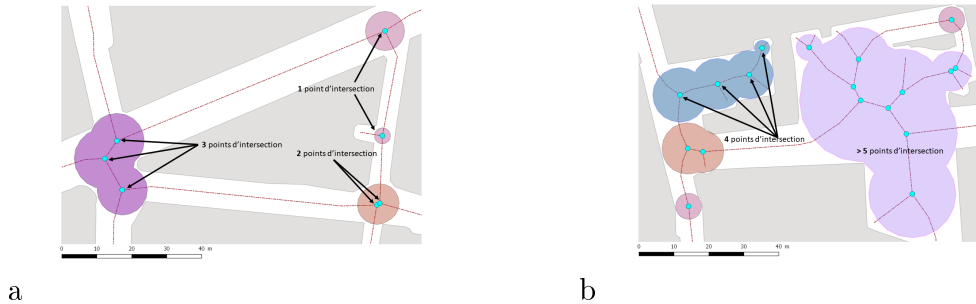 1 point d'intersection
3 points d'intersection
2 points d'intersection
0 10 20 30 40 m
a
4 points d'intersection
> 5 points d'intersection
0 10 20 30 40 m
b